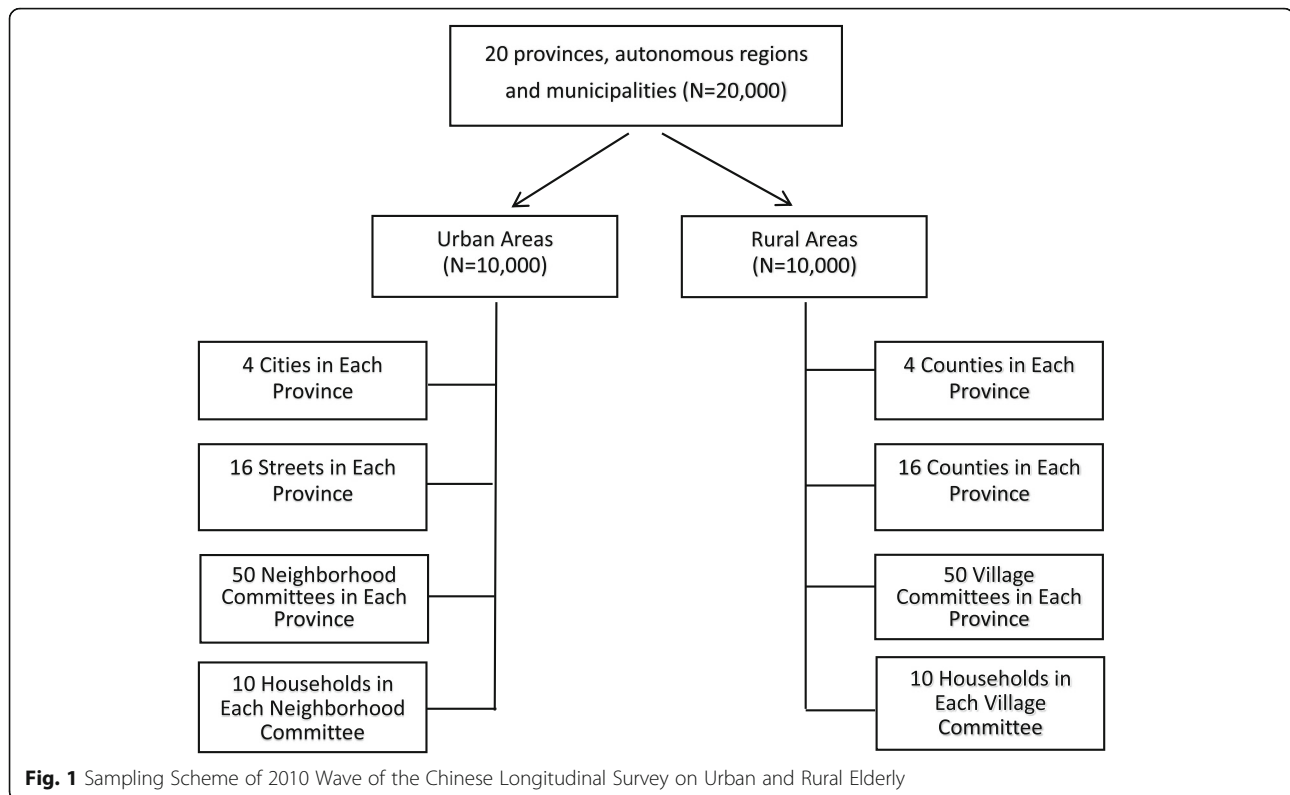 20 provinces, autonomous regions
and municipalities (N=20,000)
Urban Areas
(N=10,000)
Rural Areas
(N=10,000)
4 Cities in Each
Province
16 Streets in Each
Province
50 Neighborhood
Committees in Each
Province
10 Households in
Each Neighborhood
Committee
4 Counties in Each
Province
16 Counties in Each
Province
50 Village
Committees in Each
Province
10 Households in
Each Village
Committee
Fig. 1 Sampling Scheme of 2010 Wave of the Chinese Longitudinal Survey on Urban and Rural Elderly